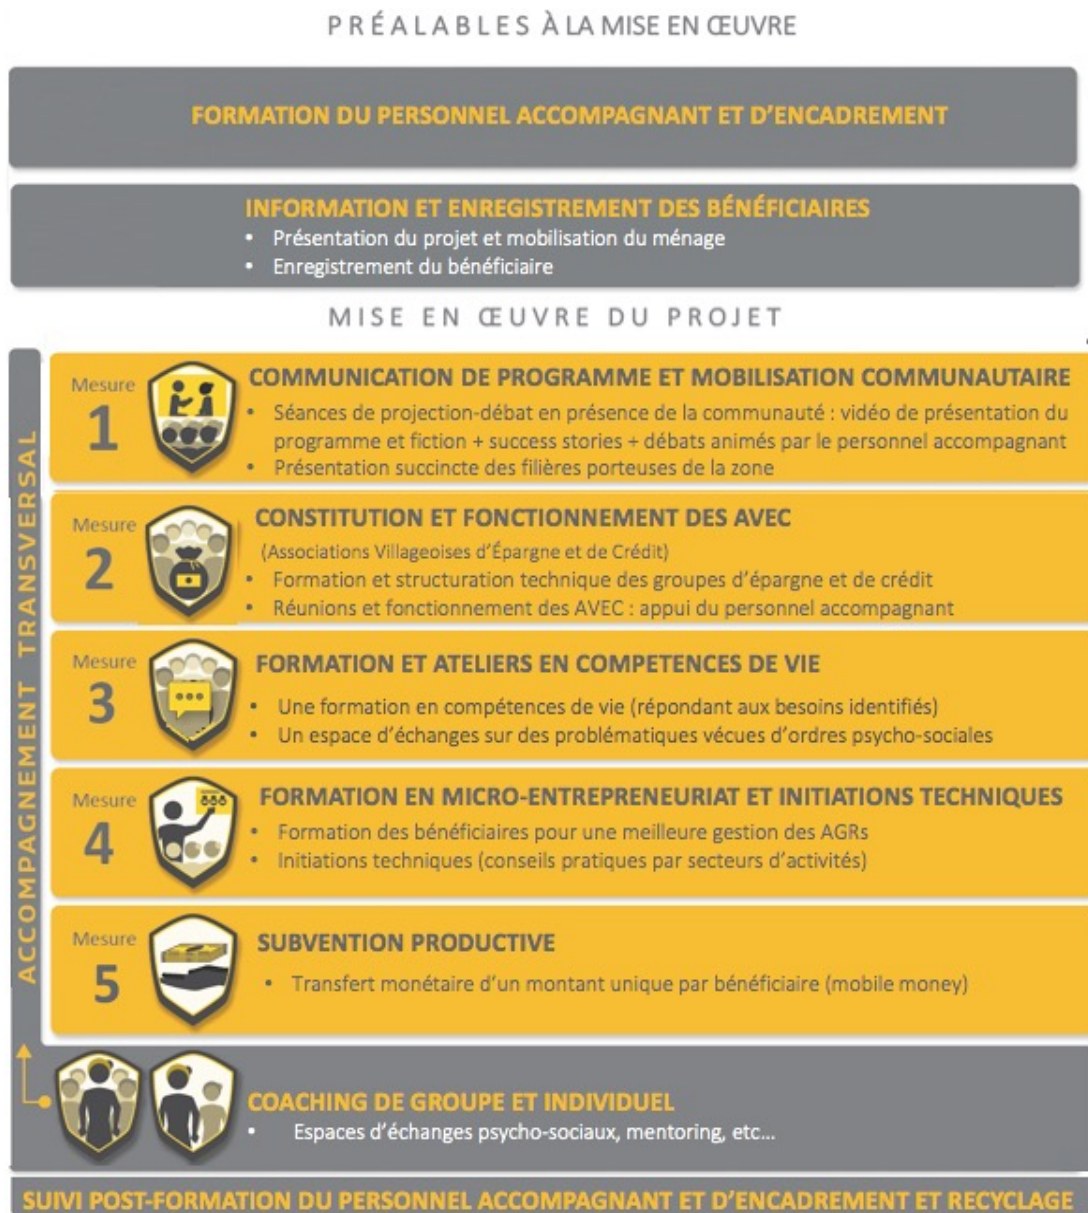 PRÉALABLES À LA MISE EN ŒUVRE
FORMATION DU PERSONNEL ACCOMPAGNANT ET D'ENCADREMENT
INFORMATION ET ENREGISTREMENT DES BÉNÉFICIAIRES
• Présentation du projet et mobilisation du ménage
• Enregistrement du bénéficiaire
MISE EN ŒUVRE DU PROJET
ACCOMPAGNEMENT TRANSVERSAL
Mesure 1
COMMUNICATION DE PROGRAMME ET MOBILISATION COMMUNAUTAIRE
• Séances de projection-débat en présence de la communauté : vidéo de présentation du
programme et fiction + success stories + débats animés par le personnel accompagnant
• Présentation succincte des filières porteuses de la zone
Mesure 2
CONSTITUTION ET FONCTIONNEMENT DES AVEC
(Associations Villageoises d'Épargne et de Crédit)
• Formation et structuration technique des groupes d'épargne et de crédit
• Réunions et fonctionnement des AVEC : appui du personnel accompagnant
Mesure 3
FORMATION ET ATELIERS EN COMPETENCES DE VIE
• Une formation en compétences de vie (répondant aux besoins identifiés)
• Un espace d'échanges sur des problématiques vécues d'ordres psycho-sociales
Mesure 4
FORMATION EN MICRO-ENTREPRENEURIAT ET INITIATIONS TECHNIQUES
• Formation des bénéficiaires pour une meilleure gestion des AGRs
• Initiations techniques (conseils pratiques par secteurs d'activités)
Mesure 5
SUBVENTION PRODUCTIVE
• Transfert monétaire d'un montant unique par bénéficiaire (mobile money)
COACHING DE GROUPE ET INDIVIDUEL
• Espaces d'échanges psycho-sociaux, mentoring, etc...
SUIVI POST-FORMATION DU PERSONNEL ACCOMPAGNANT ET D'ENCADREMENT ET RECYCLAGE